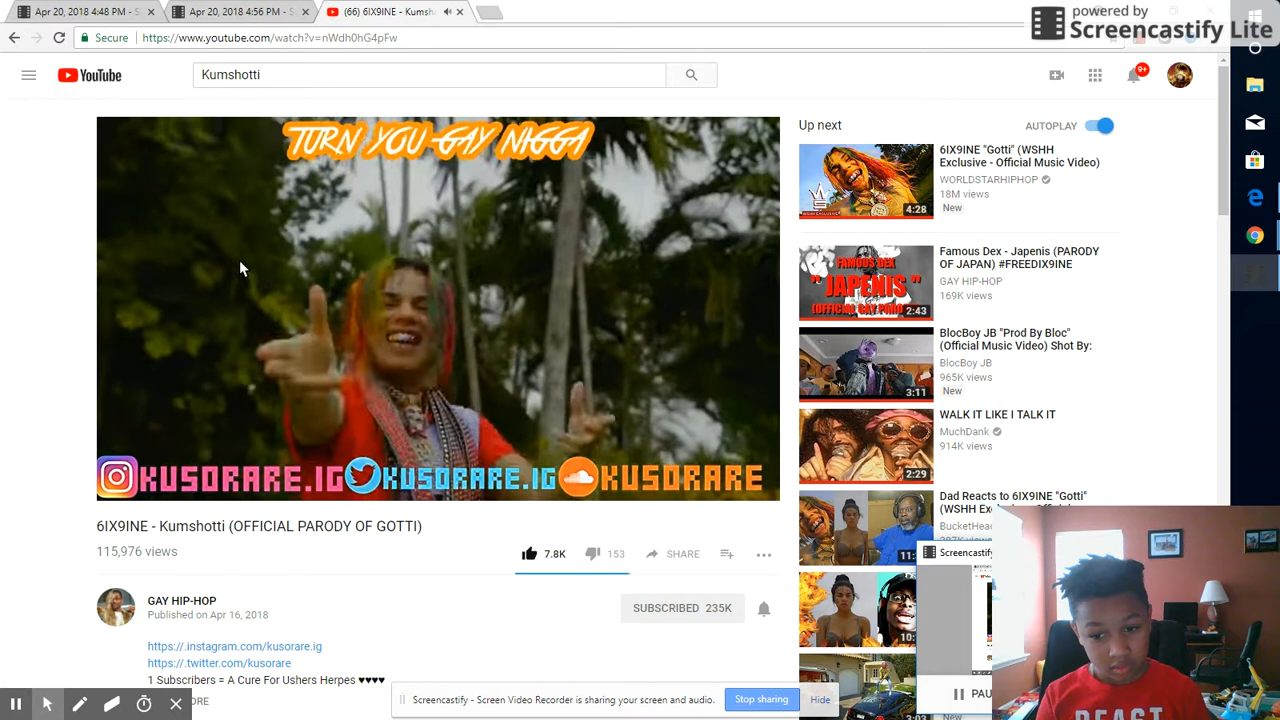 Apr 20, 2018 4:48 PM - S
Apr 20, 2018 4:56 PM - S
(66) 6IX9INE - Kumsh
powered by
Screencastify Lite
Secure
https://www.youtube.com/watch?v=nWdh0hG4pFw
YouTube
Kumshotti
9+
TURN YOU GAY NIGGA
KUSORARE.IG KUSORARE.IG KUSORARE
6IX9INE - Kumshotti (OFFICIAL PARODY OF GOTTI)
115,976 views
7.8K
153
SHARE
GAY HIP-HOP
Published on Apr 16, 2018
SUBSCRIBED 235K
https://.instagram.com/kusorare.ig
https://.twitter.com/kusorare
1 Subscribers = A Cure For Ushers Herpes ♥♥♥♥
ORE
Up next
AUTOPLAY
6IX9INE "Gotti" (WSHH
Exclusive - Official Music Video)
WORLDSTARHIPHOP
18M views
New
4:28
Famous Dex - Japenis (PARODY
OF JAPAN) #FREEDIX9INE
GAY HIP-HOP
169K views
FAMOUS DEX
"JAPENIS"
2:43
BlocBoy JB "Prod By Bloc"
(Official Music Video) Shot By:
BlocBoy JB
965K views
New
3:11
WALK IT LIKE I TALK IT
MuchDank
914K views
2:29
Dad Reacts to 6IX9INE "Gotti"
(WSHH
BucketHea
11:
10:
3:03
Screencastify
PAU
Screencastify - Screen Video Recorder is sharing your screen and audio.
Stop sharing
Hide